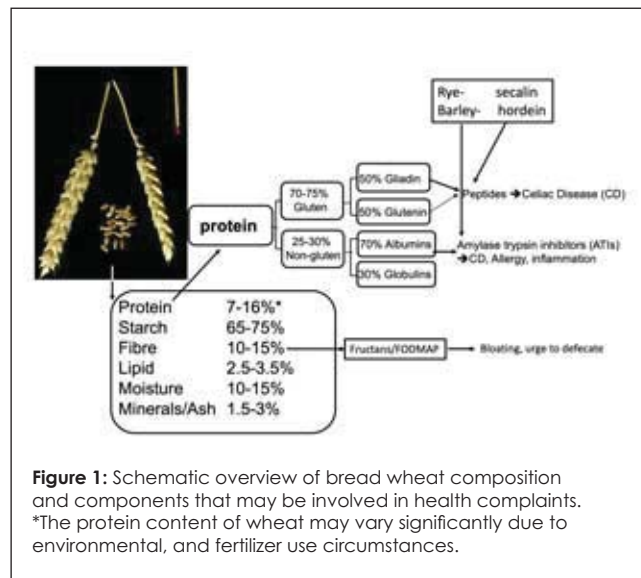 Rye- secalin
Barley- hordein
protein
70-75%
Gluten
25-30%
Non-gluten
50% Gliadin
50% Glutenin
70% Albumins
30% Globulins
Peptides ➔Celiac Disease (CD)
Amylase trypsin inhibitors (ATIs)
➔CD, Allergy, inflammation
Protein 7-16%*
Starch 65-75%
Fibre 10-15%
Lipid 2.5-3.5%
Moisture 10-15%
Minerals/Ash 1.5-3%
Fructans/FODMAP
Bloating, urge to defecate
Figure 1: Schematic overview of bread wheat composition
and components that may be involved in health complaints.
*The protein content of wheat may vary significantly due to
environmental, and fertilizer use circumstances.